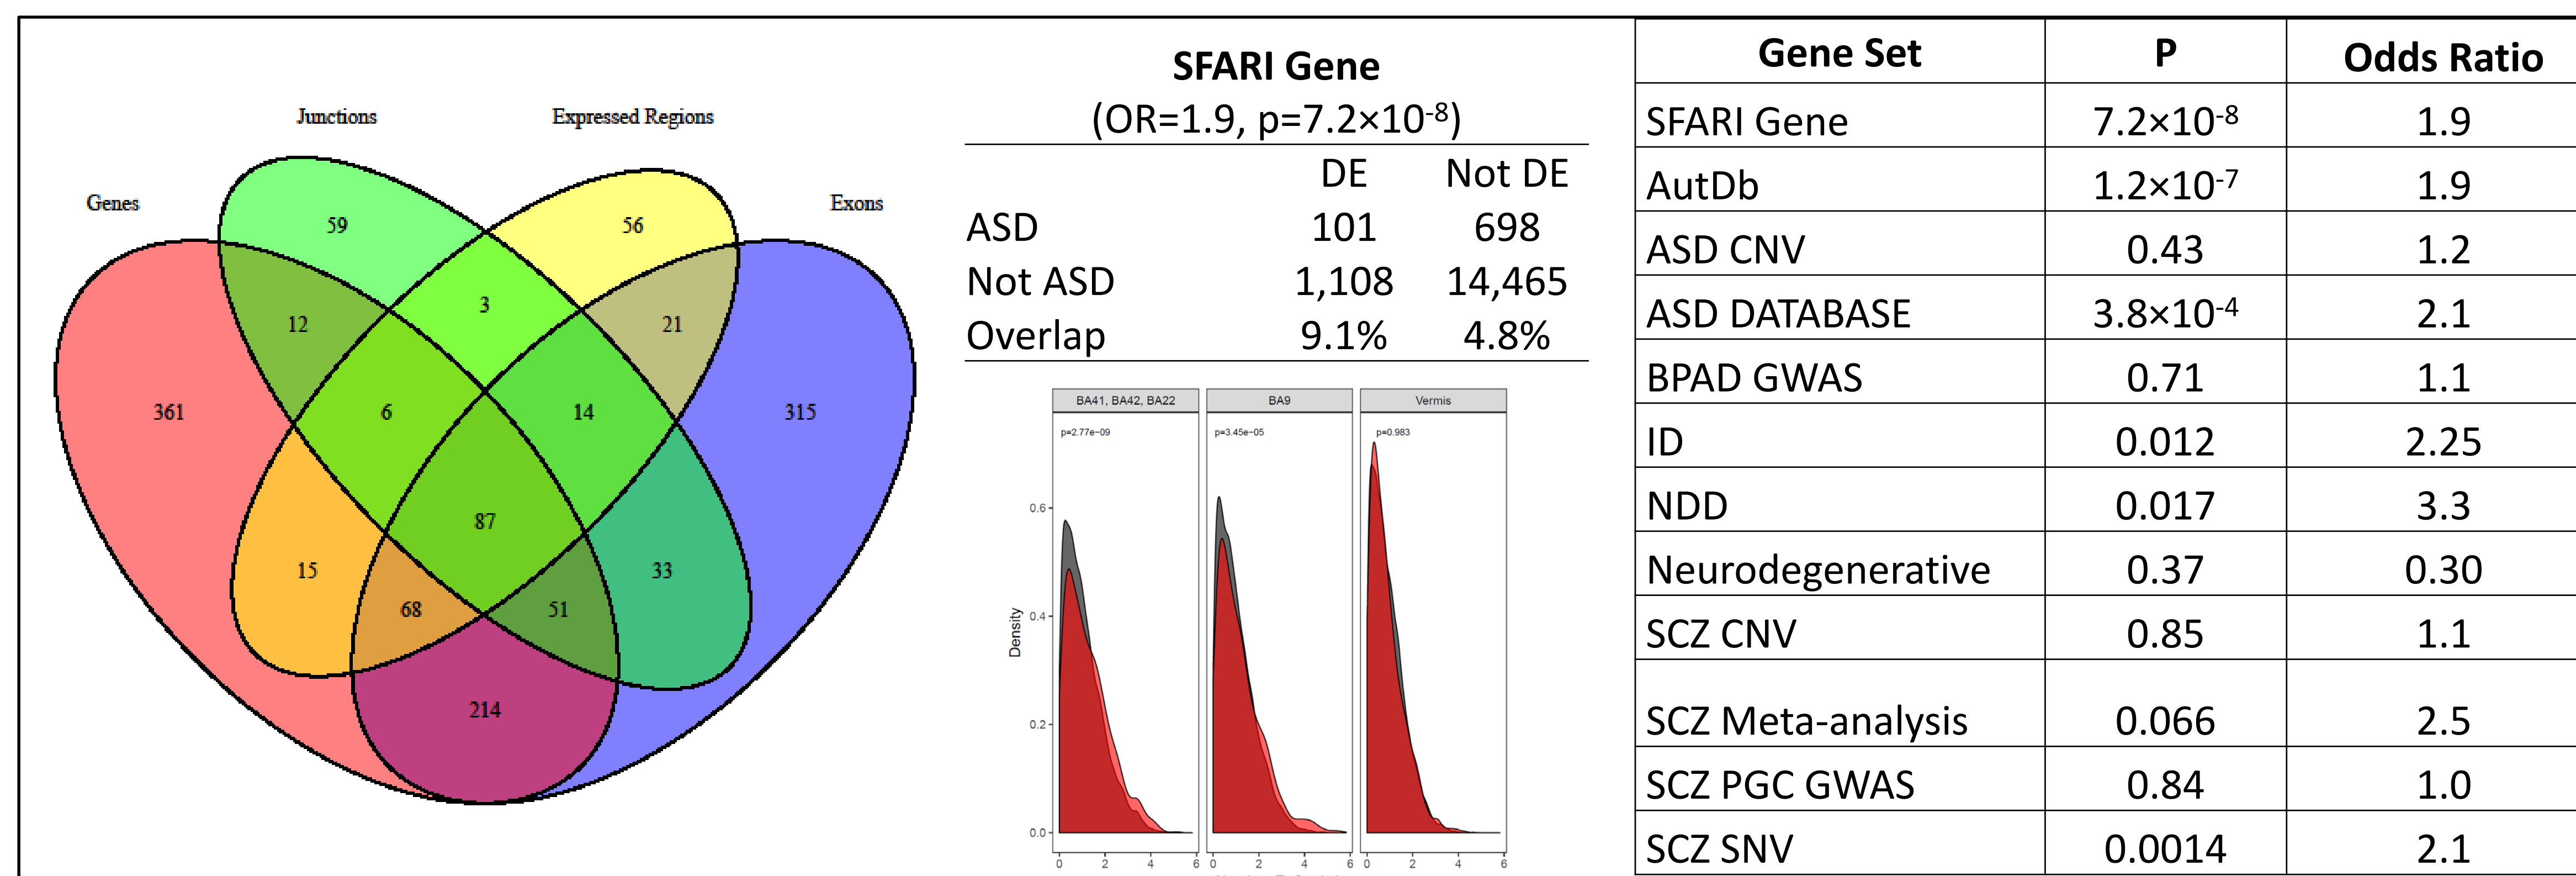 Junctions
Expressed Regions
Genes
Exons
59
56
12
3
21
361
6
14
315
87
15
33
68
51
214
SFARI Gene
(OR=1.9, p=7.2×10⁻⁸)
DE Not DE
ASD 101 698
Not ASD 1,108 14,465
Overlap 9.1% 4.8%
BA41, BA42, BA22
BA9
Vermis
p=2.77e−09
p=3.45e−05
p=0.983
Density
0.6
0.4
0.2
0.0
0 2 4 6
0 2 4 6
0 2 4 6
Gene Set P Odds Ratio
SFARI Gene 7.2×10⁻⁸ 1.9
AutDb 1.2×10⁻⁷ 1.9
ASD CNV 0.43 1.2
ASD DATABASE 3.8×10⁻⁴ 2.1
BPAD GWAS 0.71 1.1
ID 0.012 2.25
NDD 0.017 3.3
Neurodegenerative 0.37 0.30
SCZ CNV 0.85 1.1
SCZ Meta-analysis 0.066 2.5
SCZ PGC GWAS 0.84 1.0
SCZ SNV 0.0014 2.1